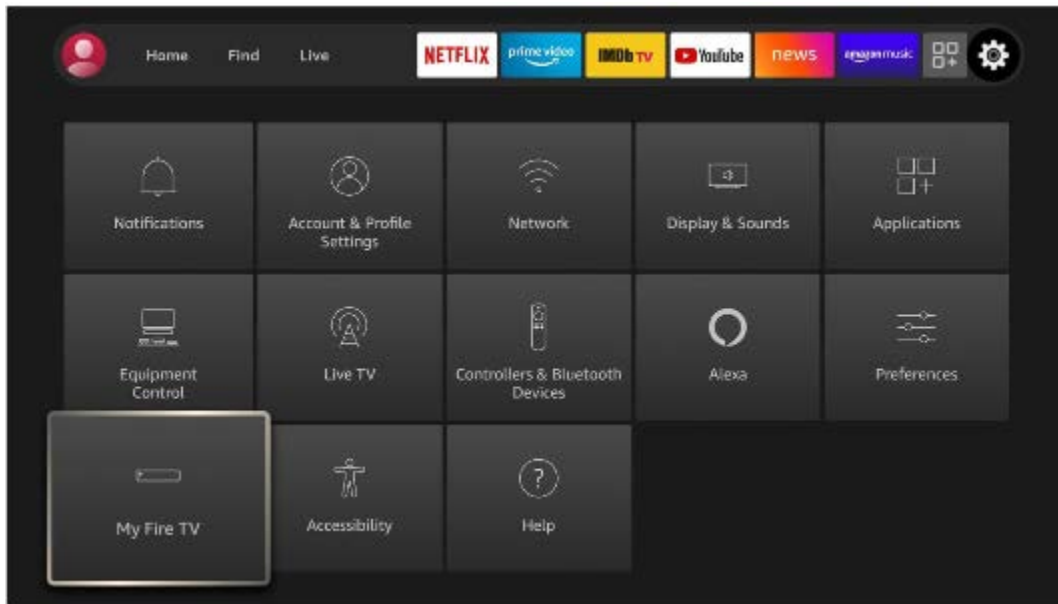 Home Find Live NETFLIX prime video IMDb TV YouTube news amazon music
Notifications
Account & Profile
Settings
Network
Display & Sounds
Applications
Equipment
Control
Live TV
Controllers & Bluetooth
Devices
Alexa
Preferences
My Fire TV
Accessibility
Help
?